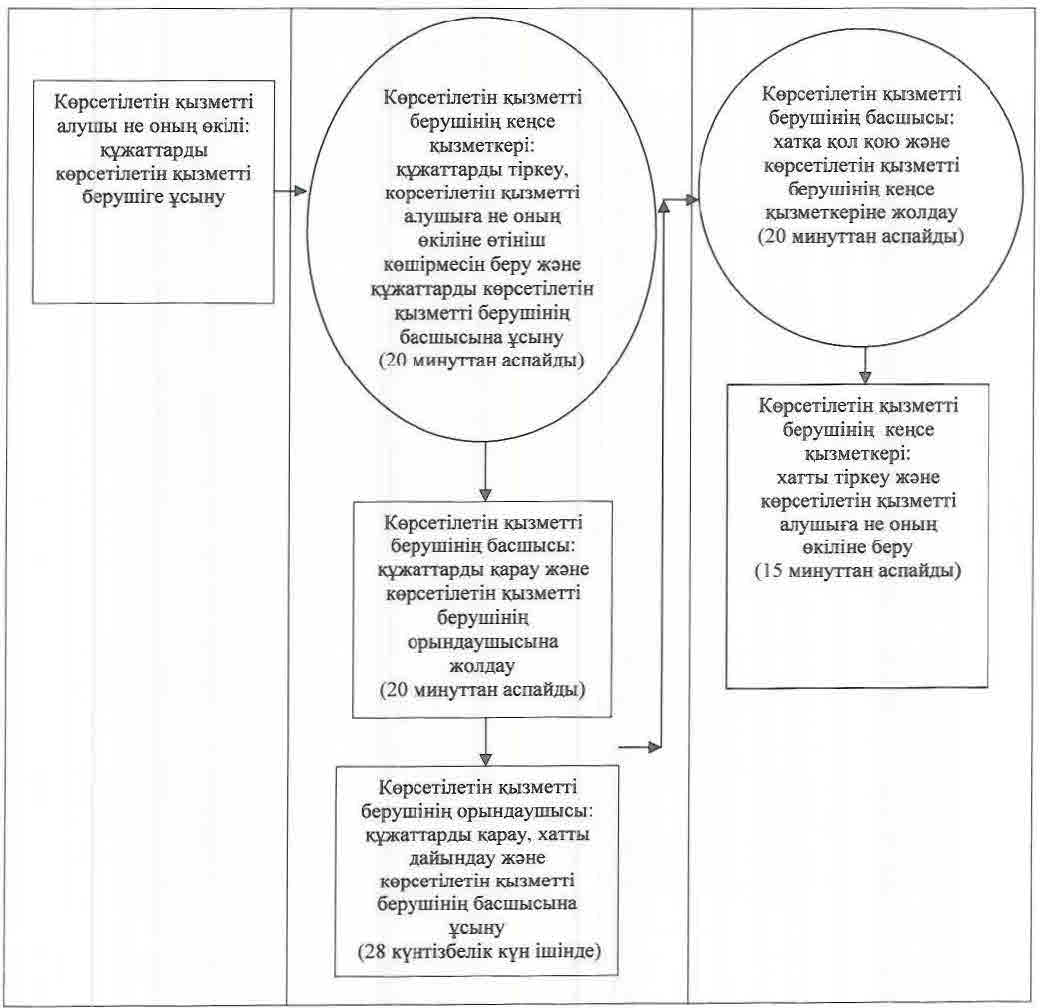 Көрсетілетін қызметті
алушы не оның өкілі:
құжаттарды
көрсетілетін қызметті
берушіге ұсыну
Көрсетілетін қызметті
берушінің кеңсе
қызметкері:
құжаттарды тіркеу,
көрсетілетін қызметті
алушыға не оның
өкіліне өтініш
көшірмесін беру және
құжаттарды көрсетілетін
қызметті берушінің
басшысына ұсыну
(20 минуттан аспайды)
Көрсетілетін қызметті
берушінің басшысы:
құжаттарды қарау және
көрсетілетін қызметті
берушінің
орындаушысына
жолдау
(20 минуттан аспайды)
Көрсетілетін қызметті
берушінің орындаушысы:
құжаттарды қарау, хатты
дайындау және
көрсетілетін қызметті
берушінің басшысына
ұсыну
(28 күнтізбелік күн ішінде)
Көрсетілетін қызметті
берушінің басшысы:
хатқа қол қою және
көрсетілетін қызметті
берушінің кеңсе
қызметкеріне жолдау
(20 минуттан аспайды)
Көрсетілетін қызметті
берушінің кеңсе
қызметкері:
хатты тіркеу және
көрсетілетін қызметті
алушыға не оның
өкіліне беру
(15 минуттан аспайды)